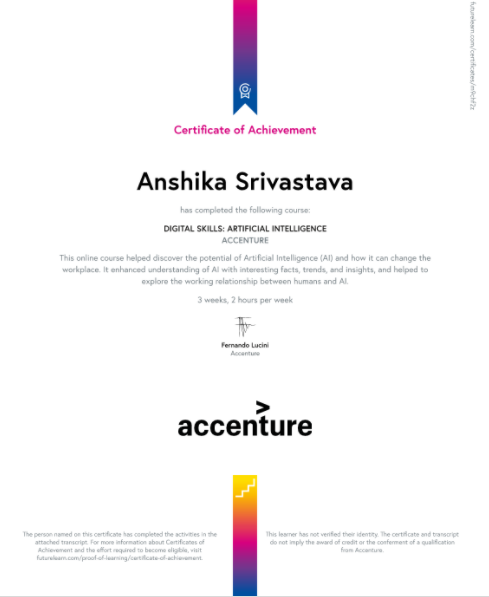 Certificate of Achievement
Anshika Srivastava
has completed the following course:
DIGITAL SKILLS: ARTIFICIAL INTELLIGENCE
ACCENTURE
This online course helped discover the potential of Artificial Intelligence (AI) and how it can change the
workplace. It enhanced understanding of AI with interesting facts, trends, and insights, and helped to
explore the working relationship between humans and AI.
3 weeks, 2 hours per week
Fernando Lucini
Accenture
accenture
The person named on this certificate has completed the activities in the
attached transcript. For more information about Certificates of
Achievement and the effort required to become eligible, visit
futurelearn.com/proof-of-learning/certificate-of-achievement.
This learner has not verified their identity. The certificate and transcript
do not imply the award of credit or the conferment of a qualification
from Accenture.